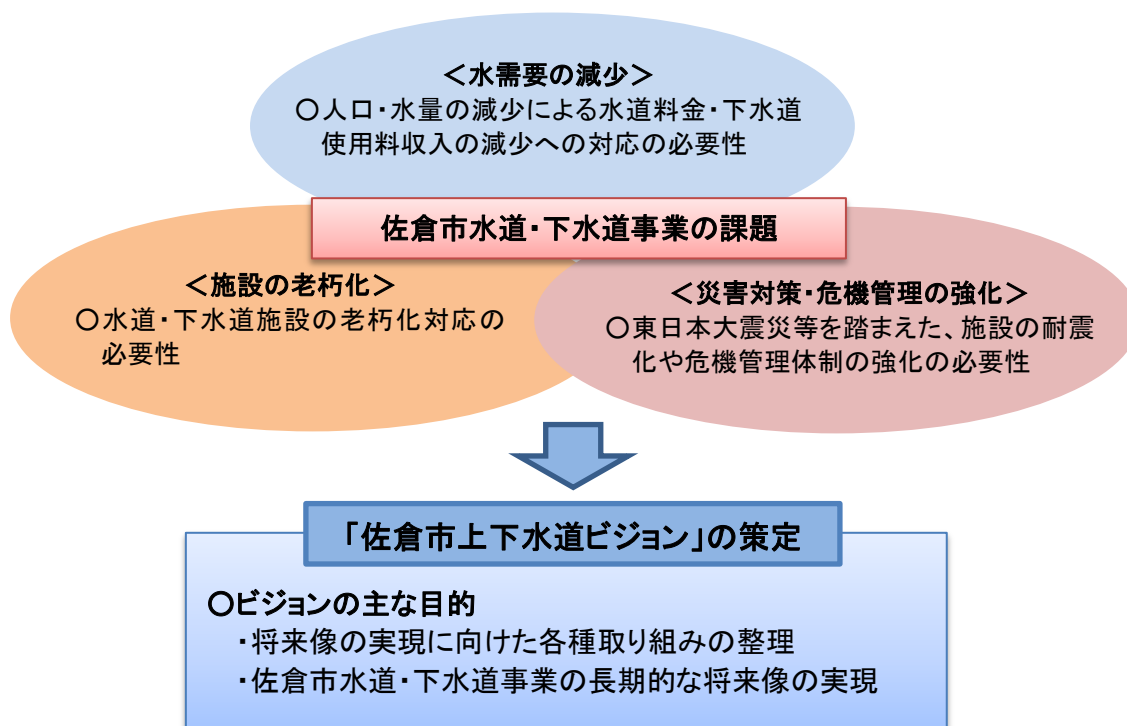 ＜水需要の減少＞
○人口・水量の減少による水道料金・下水道
使用料収入の減少への対応の必要性
佐倉市水道・下水道事業の課題
＜施設の老朽化＞
○水道・下水道施設の老朽化対応の
必要性
＜災害対策・危機管理の強化＞
○東日本大震災等を踏まえた、施設の耐震
化や危機管理体制の強化の必要性
「佐倉市上下水道ビジョン」の策定
○ビジョンの主な目的
・将来像の実現に向けた各種取り組みの整理
・佐倉市水道・下水道事業の長期的な将来像の実現